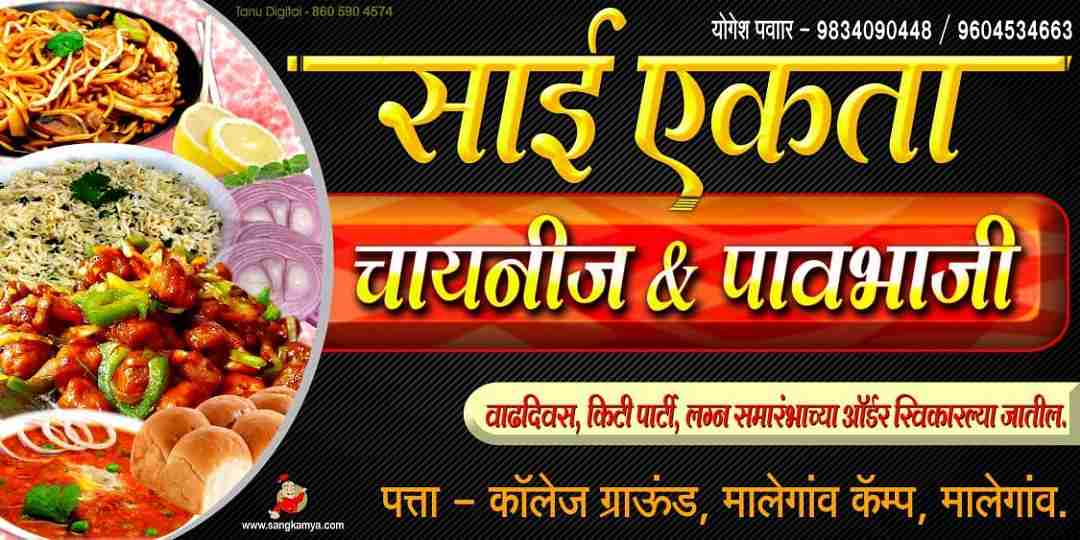 Tanu Digital - 860 590 4574
योगेश पवाार - 9834090448 / 9604534663
साई एकता
चायनीज & पावभाजी
वाढदिवस, किटी पार्टी, लग्न समारंभाच्या ऑर्डर स्विकारल्या जातील.
पत्ता - कॉलेज ग्राऊंड, मालेगांव कॅम्प, मालेगांव.
www.sangkamya.com